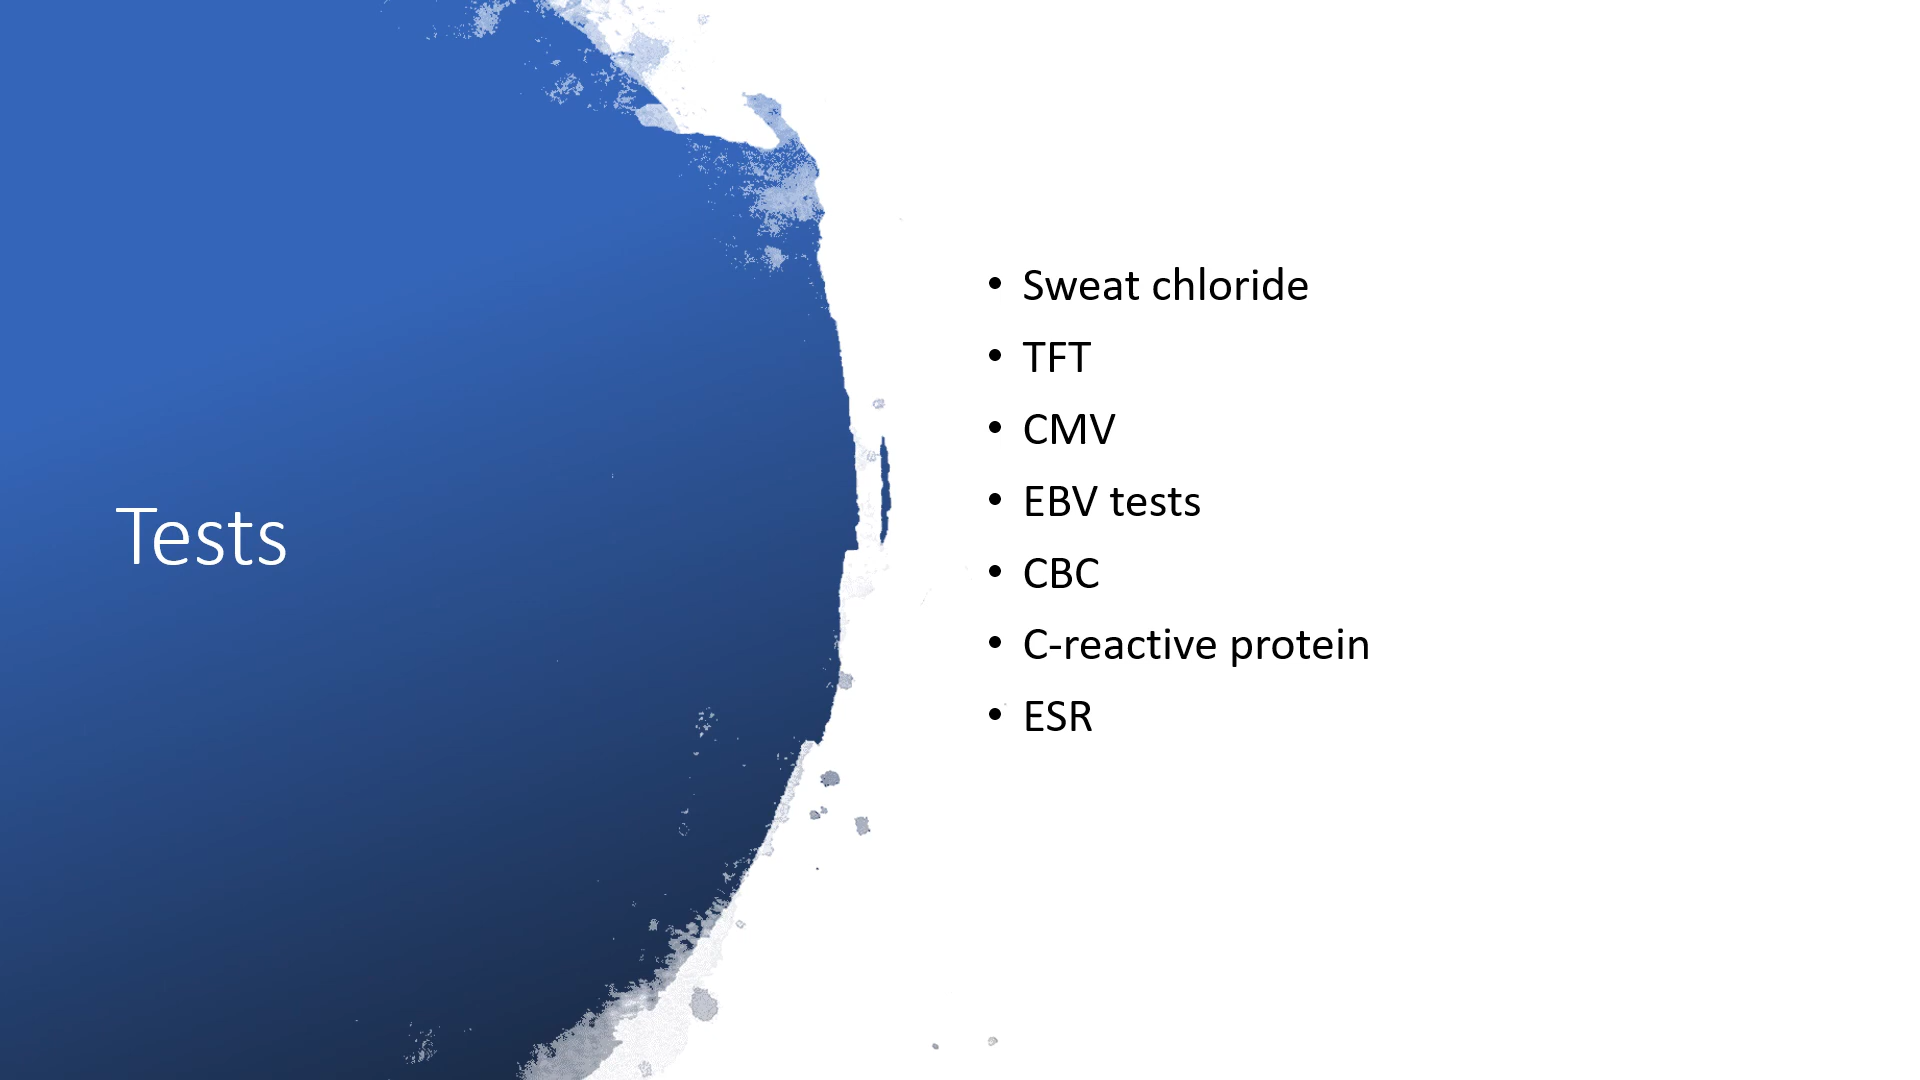 Tests
• Sweat chloride
• TFT
• CMV
• EBV tests
• CBC
• C-reactive protein
• ESR